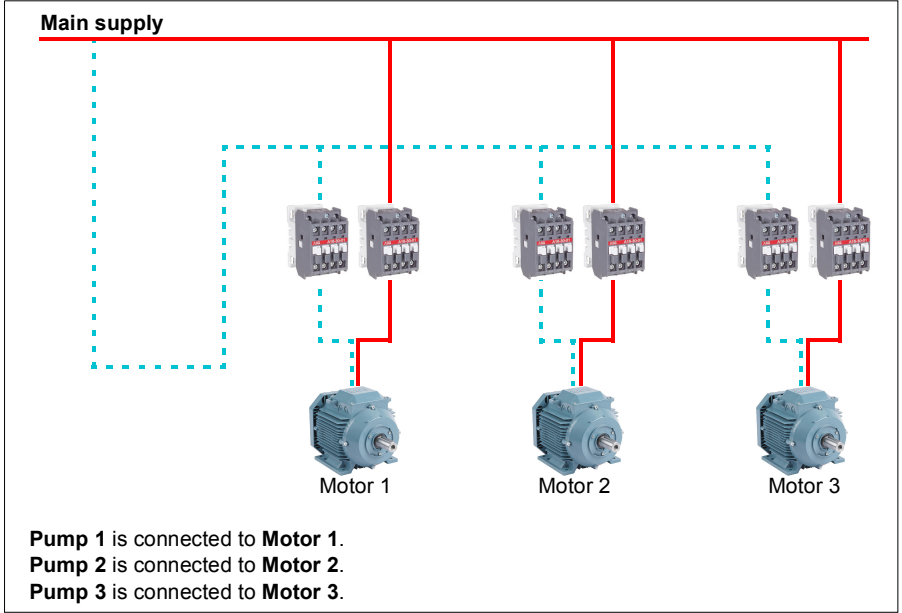 Main supply
Motor 1
Motor 2
Motor 3
Pump 1 is connected to Motor 1.
Pump 2 is connected to Motor 2.
Pump 3 is connected to Motor 3.